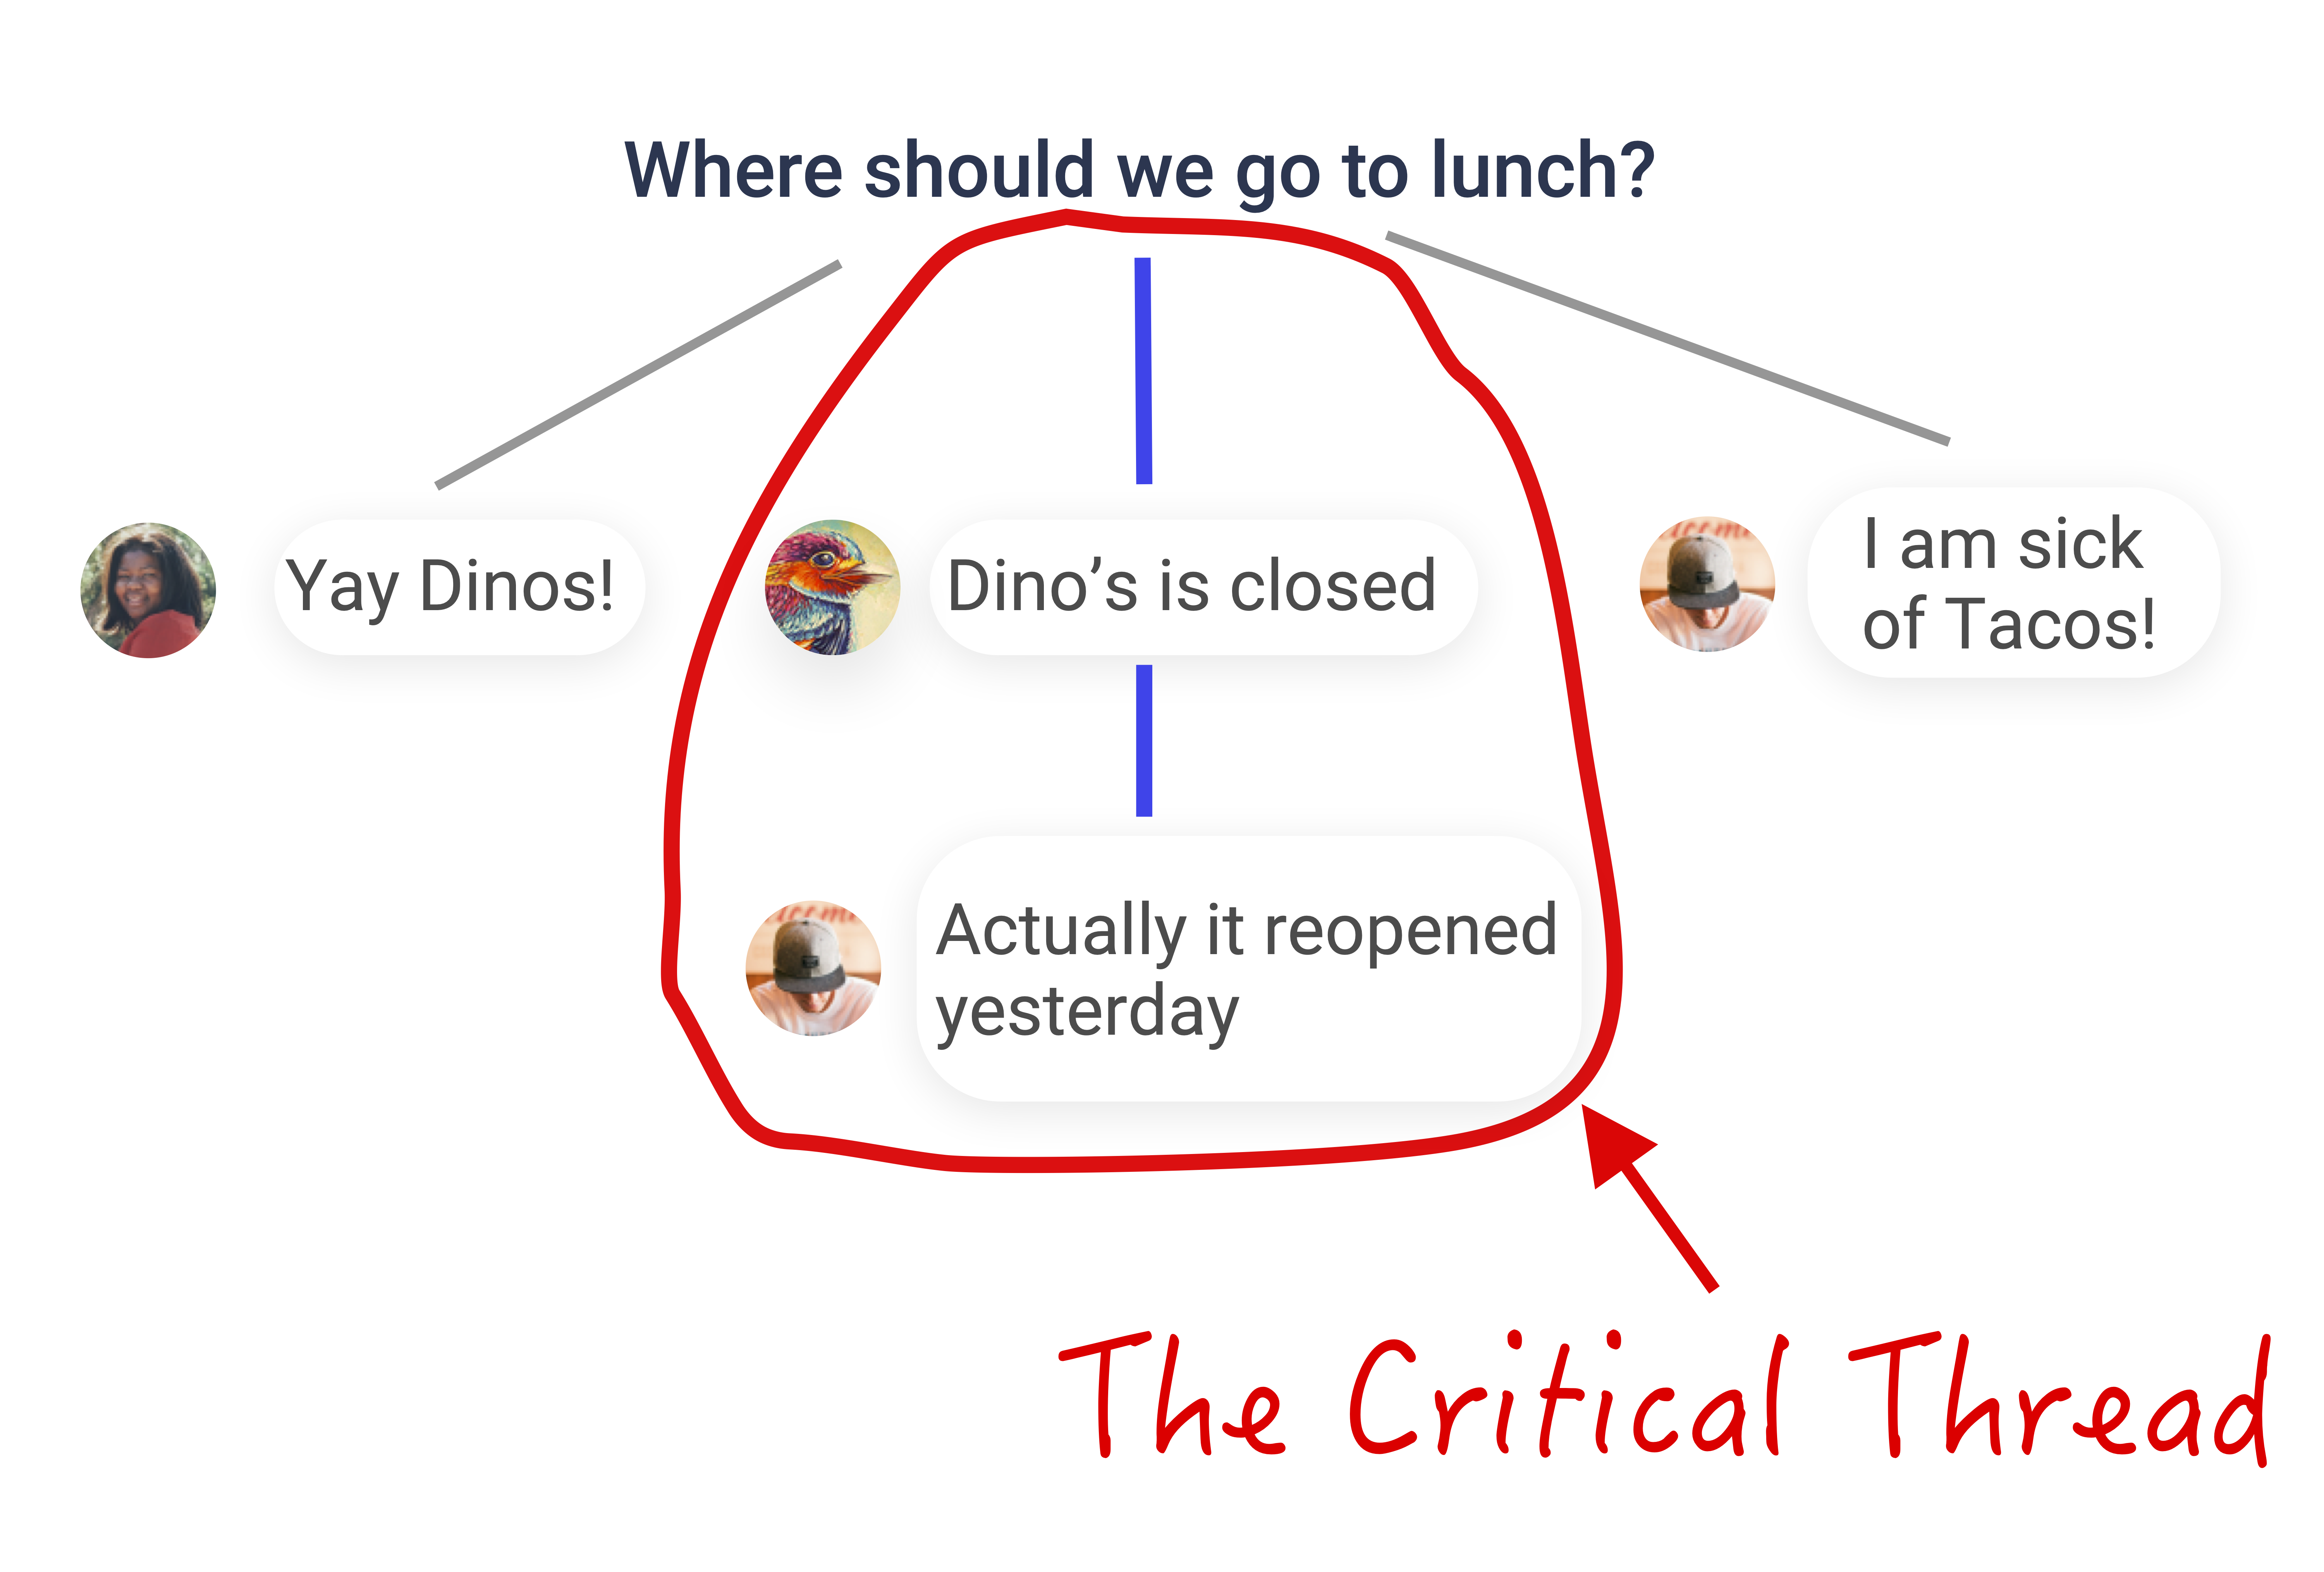 Where should we go to lunch?
Yay Dinos!
Dino’s is closed
I am sick
of Tacos!
Actually it reopened
yesterday
The Critical Thread